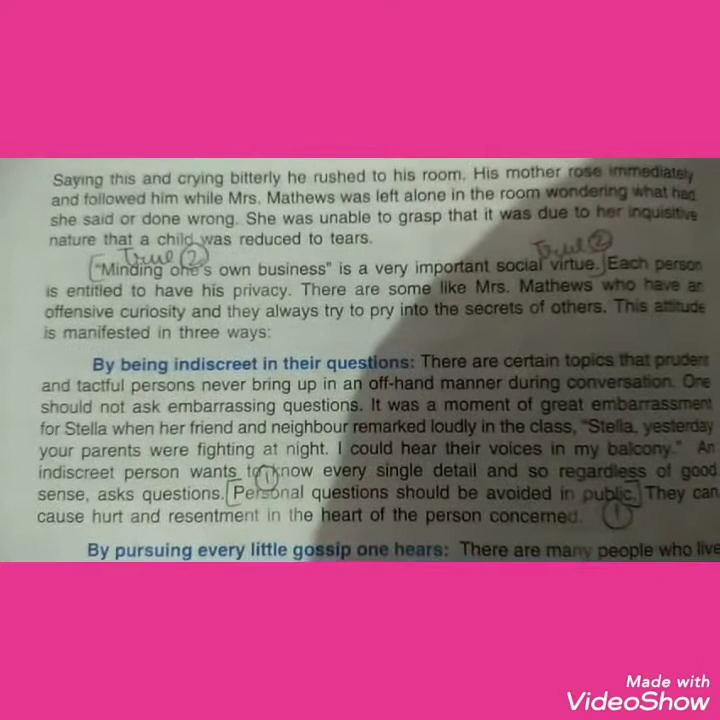 Saying this and crying bitterly he rushed to his room. His mother rose immediately
and followed him while Mrs. Mathews was left alone in the room wondering what had
she said or done wrong. She was unable to grasp that it was due to her inquisitive
nature that a child was reduced to tears.
True ② True ②
["Minding one's own business" is a very important social virtue.] Each person
is entitled to have his privacy. There are some like Mrs. Mathews who have an
offensive curiosity and they always try to pry into the secrets of others. This attitude
is manifested in three ways:
By being indiscreet in their questions: There are certain topics that prudent
and tactful persons never bring up in an off-hand manner during conversation. One
should not ask embarrassing questions. It was a moment of great embarrassment
for Stella when her friend and neighbour remarked loudly in the class, "Stella, yesterday
your parents were fighting at night. I could hear their voices in my balcony." An
indiscreet person wants to know every single detail and so regardless of good
①
sense, asks questions. [Personal questions should be avoided in public.] They can
cause hurt and resentment in the heart of the person concerned. ①
By pursuing every little gossip one hears: There are many people who live
Made with
VideoShow